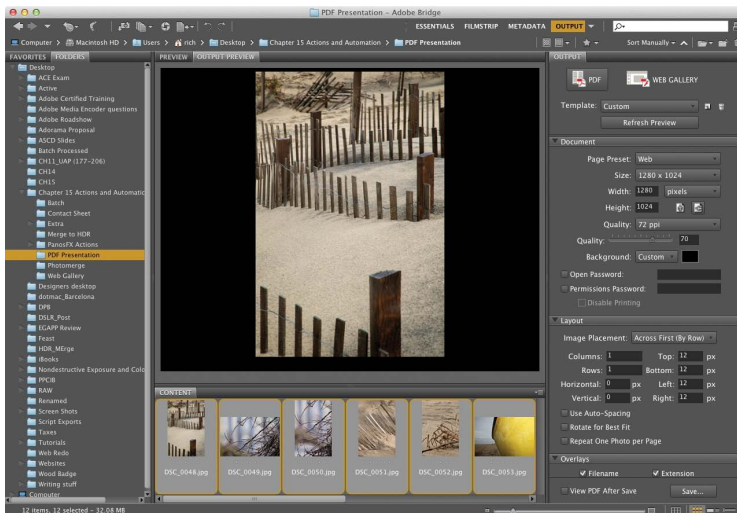 PDF Presentation – Adobe Bridge
ESSENTIALS FILMSTRIP METADATA OUTPUT
Computer > Macintosh HD > Users > rich > Desktop > Chapter 15 Actions and Automation > PDF Presentation
Sort Manually
FAVORITES FOLDERS
Desktop
ACE Exam
Active
Adobe Certified Training
Adobe Media Encoder questions
Adobe Roadshow
Adorama Proposal
ASCD Slides
Batch Processed
CH11_UAP (177-206)
CH14
CH15
Chapter 15 Actions and Automatic
Batch
Contact Sheet
Extra
Merge to HDR
PanosFX Actions
PDF Presentation
Photomerge
Web Gallery
Designers desktop
dotmac_Barcelona
DPB
DSLR_Post
EGAPP Review
Feast
HDR_MErge
iBooks
Nondestructive Exposure and Colo
PPCIB
RAW
Renamed
Screen Shots
Script Exports
Taxes
Tutorials
Web Redo
Websites
Wood Badge
Writing stuff
Computer
12 items, 12 selected – 32.08 MB
PREVIEW OUTPUT PREVIEW
CONTENT
DSC_0048.jpg DSC_0049.jpg DSC_0050.jpg DSC_0051.jpg DSC_0052.jpg DSC_0053.jpg
OUTPUT
PDF WEB GALLERY
Template: Custom
Refresh Preview
Document
Page Preset: Web
Size: 1280 x 1024
Width: 1280 pixels
Height: 1024
Quality: 72 ppi
Quality: 70
Background: Custom
Open Password:
Permissions Password:
Disable Printing
Layout
Image Placement: Across First (By Row)
Columns: 1 Top: 12 px
Rows: 1 Bottom: 12 px
Horizontal: 0 px Left: 12 px
Vertical: 0 px Right: 12 px
Use Auto-Spacing
Rotate for Best Fit
Repeat One Photo per Page
Overlays
Filename Extension
View PDF After Save Save...